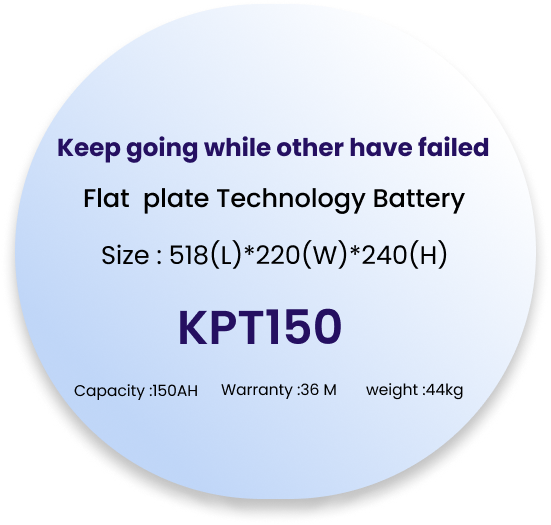 Keep going while other have failed
Flat plate Technology Battery
Size : 518(L)*220(W)*240(H)
KPT150
Capacity :150AH Warranty :36 M weight :44kg